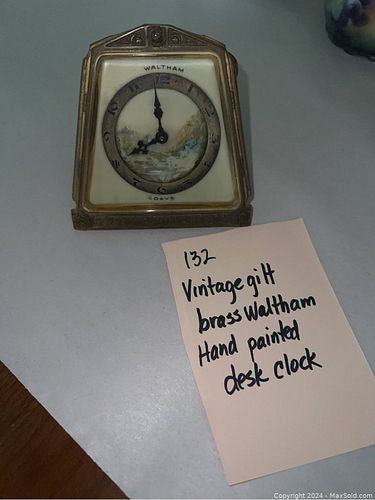 WALTHAM
8 DAYS
132
Vintage gilt
brass Waltham
Hand painted
desk clock
Copyright 2024 - MaxSold.com